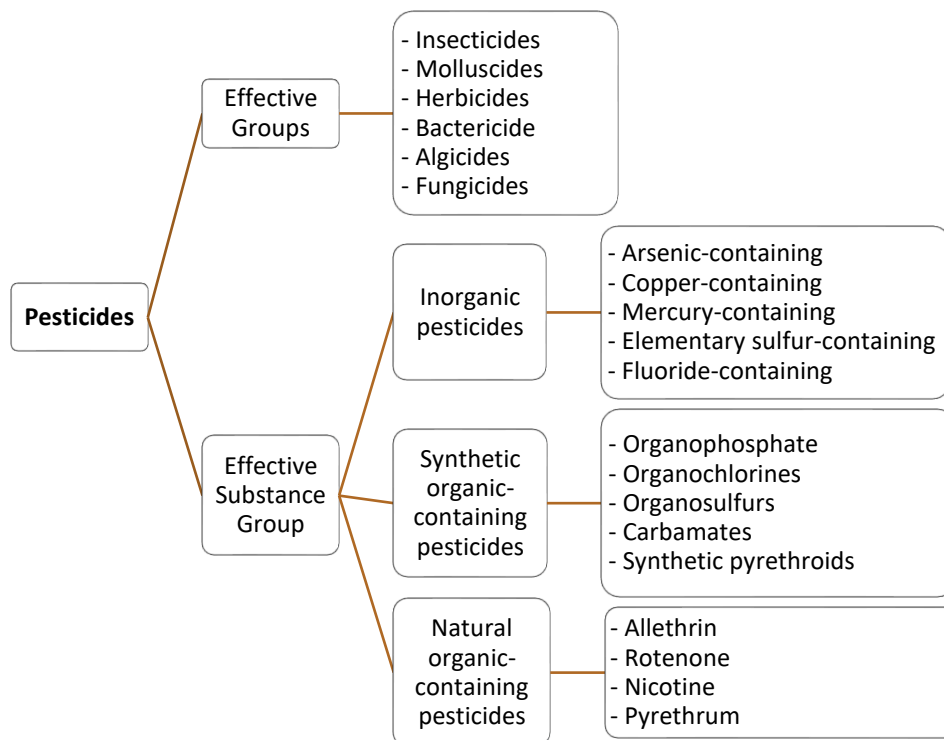 Pesticides
Effective
Groups
- Insecticides
- Molluscides
- Herbicides
- Bactericide
- Algicides
- Fungicides
Effective
Substance
Group
Inorganic
pesticides
- Arsenic-containing
- Copper-containing
- Mercury-containing
- Elementary sulfur-containing
- Fluoride-containing
Synthetic
organic-
containing
pesticides
- Organophosphate
- Organochlorines
- Organosulfurs
- Carbamates
- Synthetic pyrethroids
Natural
organic-
containing
pesticides
- Allethrin
- Rotenone
- Nicotine
- Pyrethrum